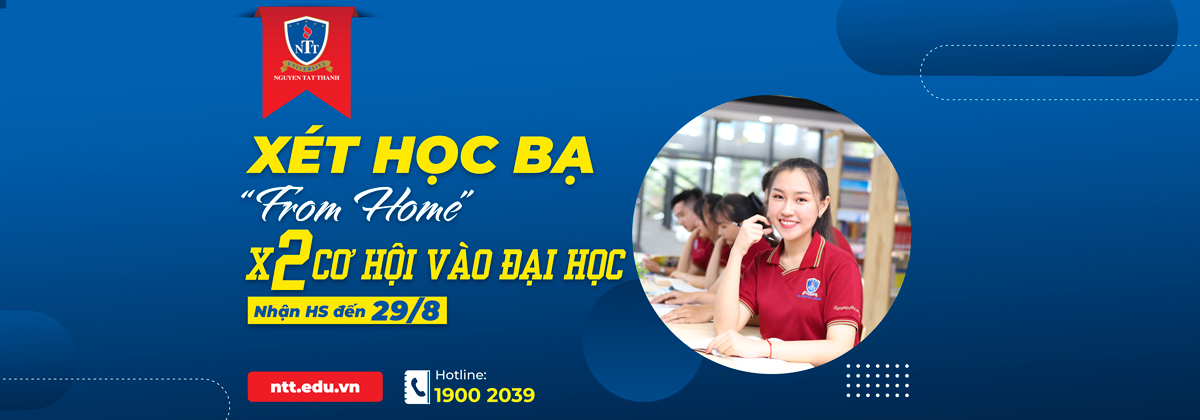 NTT
UNIVERSITY
NGUYEN TAT THANH
XÉT HỌC BẠ
“From Home”
X2 CƠ HỘI VÀO ĐẠI HỌC
Nhận HS đến 29/8
ntt.edu.vn
Hotline:
1900 2039